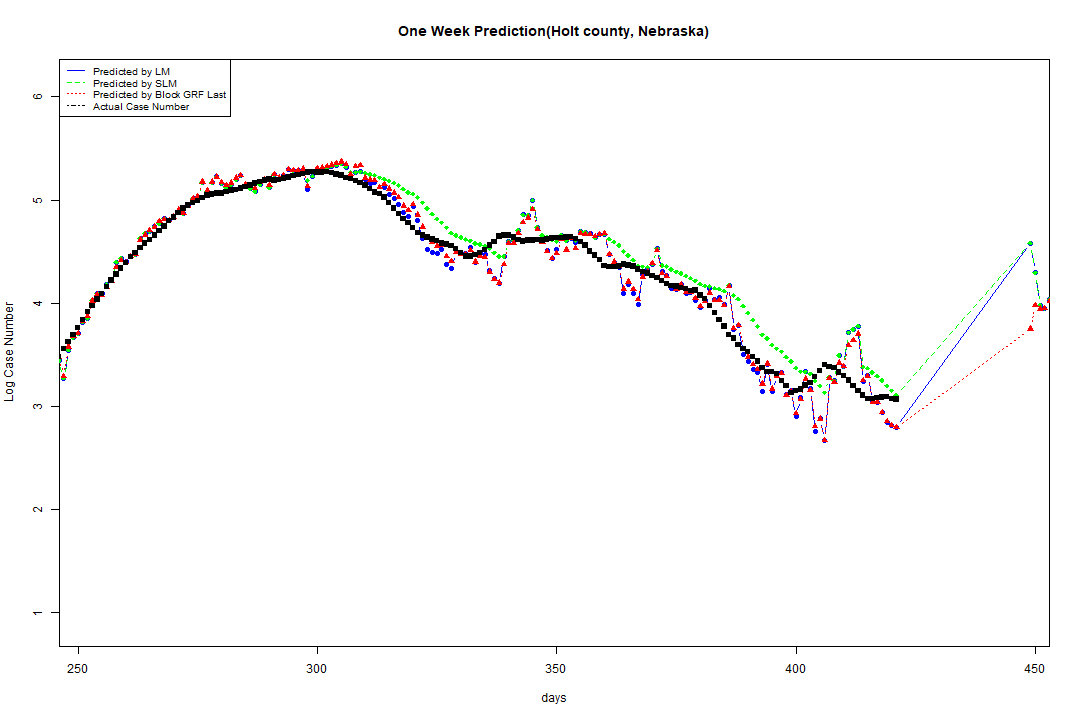 One Week Prediction(Holt county, Nebraska)
Predicted by LM
Predicted by SLM
Predicted by Block GRF Last
Actual Case Number
6
5
4
3
2
1
Log Case Number
250 300 350 400 450
days